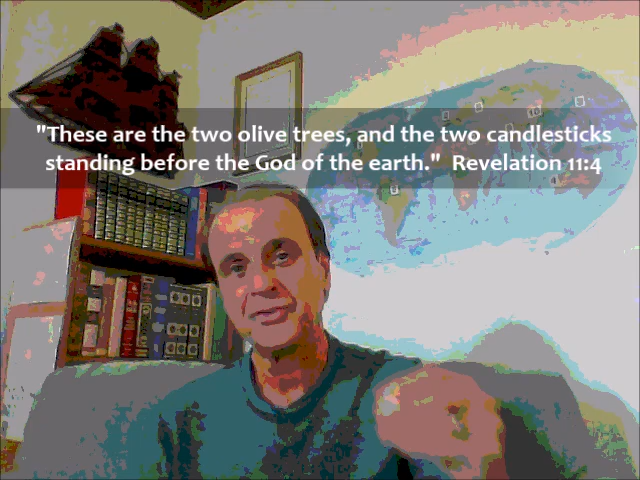 "These are the two olive trees, and the two candlesticks
standing before the God of the earth."  Revelation 11:4